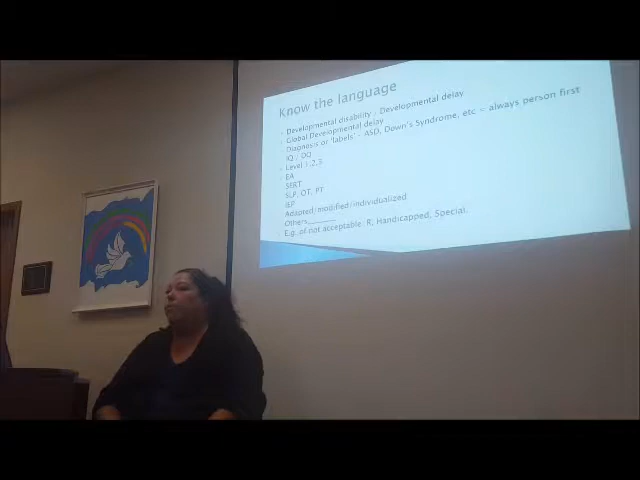 Know the language
Developmental disability / Developmental delay
Global Developmental delay
Diagnosis or 'labels' - ASD, Down's Syndrome, etc = always person first
IQ / DQ
Level 1,2,3
EA
SERT
SLP, OT, PT
IEP
Adapted/modified/individualized
Others______
E.g. of not acceptable: R, Handicapped, Special.